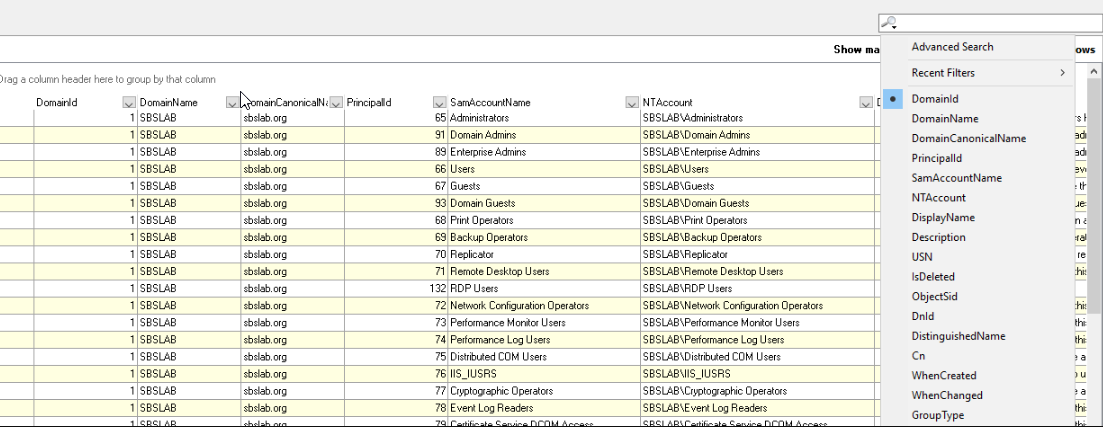 Show ma
ows
Drag a column header here to group by that column
DomainId DomainName DomainCanonicalNa PrincipalId SamAccountName NTAccount D
1 SBSLAB sbslab.org 65 Administrators SBSLAB\Administrators
1 SBSLAB sbslab.org 91 Domain Admins SBSLAB\Domain Admins
1 SBSLAB sbslab.org 89 Enterprise Admins SBSLAB\Enterprise Admins
1 SBSLAB sbslab.org 66 Users SBSLAB\Users
1 SBSLAB sbslab.org 67 Guests SBSLAB\Guests
1 SBSLAB sbslab.org 93 Domain Guests SBSLAB\Domain Guests
1 SBSLAB sbslab.org 68 Print Operators SBSLAB\Print Operators
1 SBSLAB sbslab.org 69 Backup Operators SBSLAB\Backup Operators
1 SBSLAB sbslab.org 70 Replicator SBSLAB\Replicator
1 SBSLAB sbslab.org 71 Remote Desktop Users SBSLAB\Remote Desktop Users
1 SBSLAB sbslab.org 132 RDP Users SBSLAB\RDP Users
1 SBSLAB sbslab.org 72 Network Configuration Operators SBSLAB\Network Configuration Operators
1 SBSLAB sbslab.org 73 Performance Monitor Users SBSLAB\Performance Monitor Users
1 SBSLAB sbslab.org 74 Performance Log Users SBSLAB\Performance Log Users
1 SBSLAB sbslab.org 75 Distributed COM Users SBSLAB\Distributed COM Users
1 SBSLAB sbslab.org 76 IIS_IUSRS SBSLAB\IIS_IUSRS
1 SBSLAB sbslab.org 77 Cryptographic Operators SBSLAB\Cryptographic Operators
1 SBSLAB sbslab.org 78 Event Log Readers SBSLAB\Event Log Readers
1 SBSLAB sbslab.org 79 Certificate Service DCOM Access SBSLAB\Certificate Service DCOM Access
Advanced Search
Recent Filters
DomainId
DomainName
DomainCanonicalName
PrincipalId
SamAccountName
NTAccount
DisplayName
Description
USN
IsDeleted
ObjectSid
DnId
DistinguishedName
Cn
WhenCreated
WhenChanged
GroupType